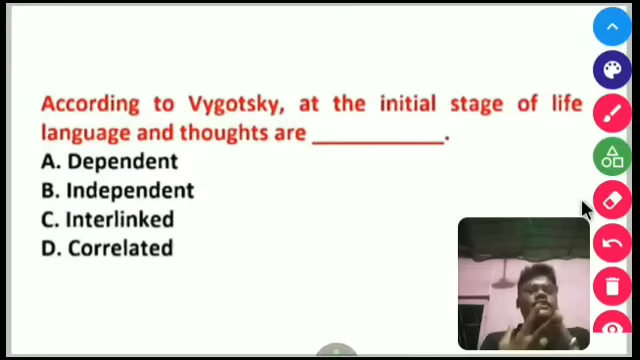 According to Vygotsky, at the initial stage of life
language and thoughts are ____________.
A. Dependent
B. Independent
C. Interlinked
D. Correlated